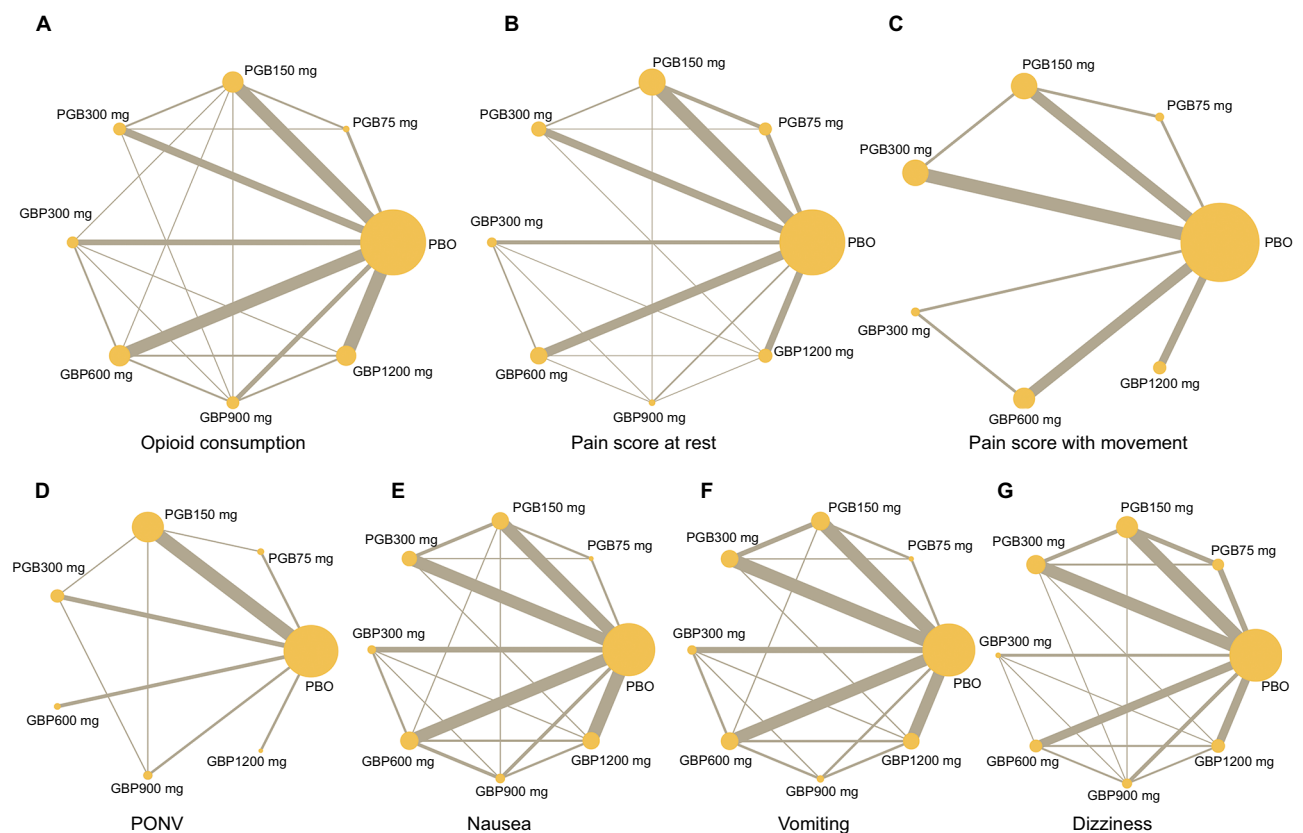 A
PGB150 mg
PGB300 mg
PGB75 mg
GBP300 mg
PBO
GBP600 mg
GBP1200 mg
GBP900 mg
Opioid consumption
B
PGB150 mg
PGB300 mg
PGB75 mg
GBP300 mg
PBO
GBP600 mg
GBP1200 mg
GBP900 mg
Pain score at rest
C
PGB150 mg
PGB75 mg
PGB300 mg
PBO
GBP300 mg
GBP1200 mg
GBP600 mg
Pain score with movement
D
PGB150 mg
PGB75 mg
PGB300 mg
PBO
GBP600 mg
GBP1200 mg
GBP900 mg
PONV
E
PGB150 mg
PGB300 mg
PGB75 mg
GBP300 mg
PBO
GBP600 mg
GBP1200 mg
GBP900 mg
Nausea
F
PGB150 mg
PGB300 mg
PGB75 mg
GBP300 mg
PBO
GBP600 mg
GBP1200 mg
GBP900 mg
Vomiting
G
PGB150 mg
PGB300 mg
PGB75 mg
GBP300 mg
PBO
GBP600 mg
GBP1200 mg
GBP900 mg
Dizziness